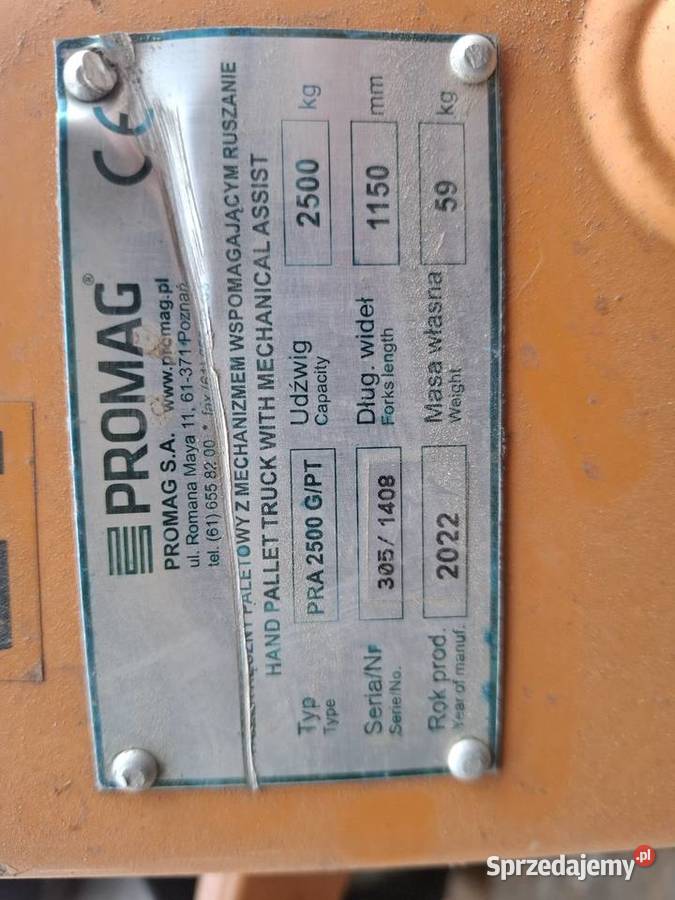 PROMAG®
PROMAG S.A. www.promag.pl
ul. Romana Maya 11, 61-371 Poznań
tel. (61) 655 82 00 * fax (61)
CE
PALETOWY Z MECHANIZMEM WSPOMAGAJĄCYM RUSZANIE
HAND PALLET TRUCK WITH MECHANICAL ASSIST
Typ PRA 2500 G/PT Udźwig 2500 kg
Type Capacity
Seria/Nr 305/1408 Dług. wideł 1150 mm
Serie/No. Forks length
Rok prod. 2022 Masa własna 59 kg
Year of manuf. Weight
Sprzedajemy.pl